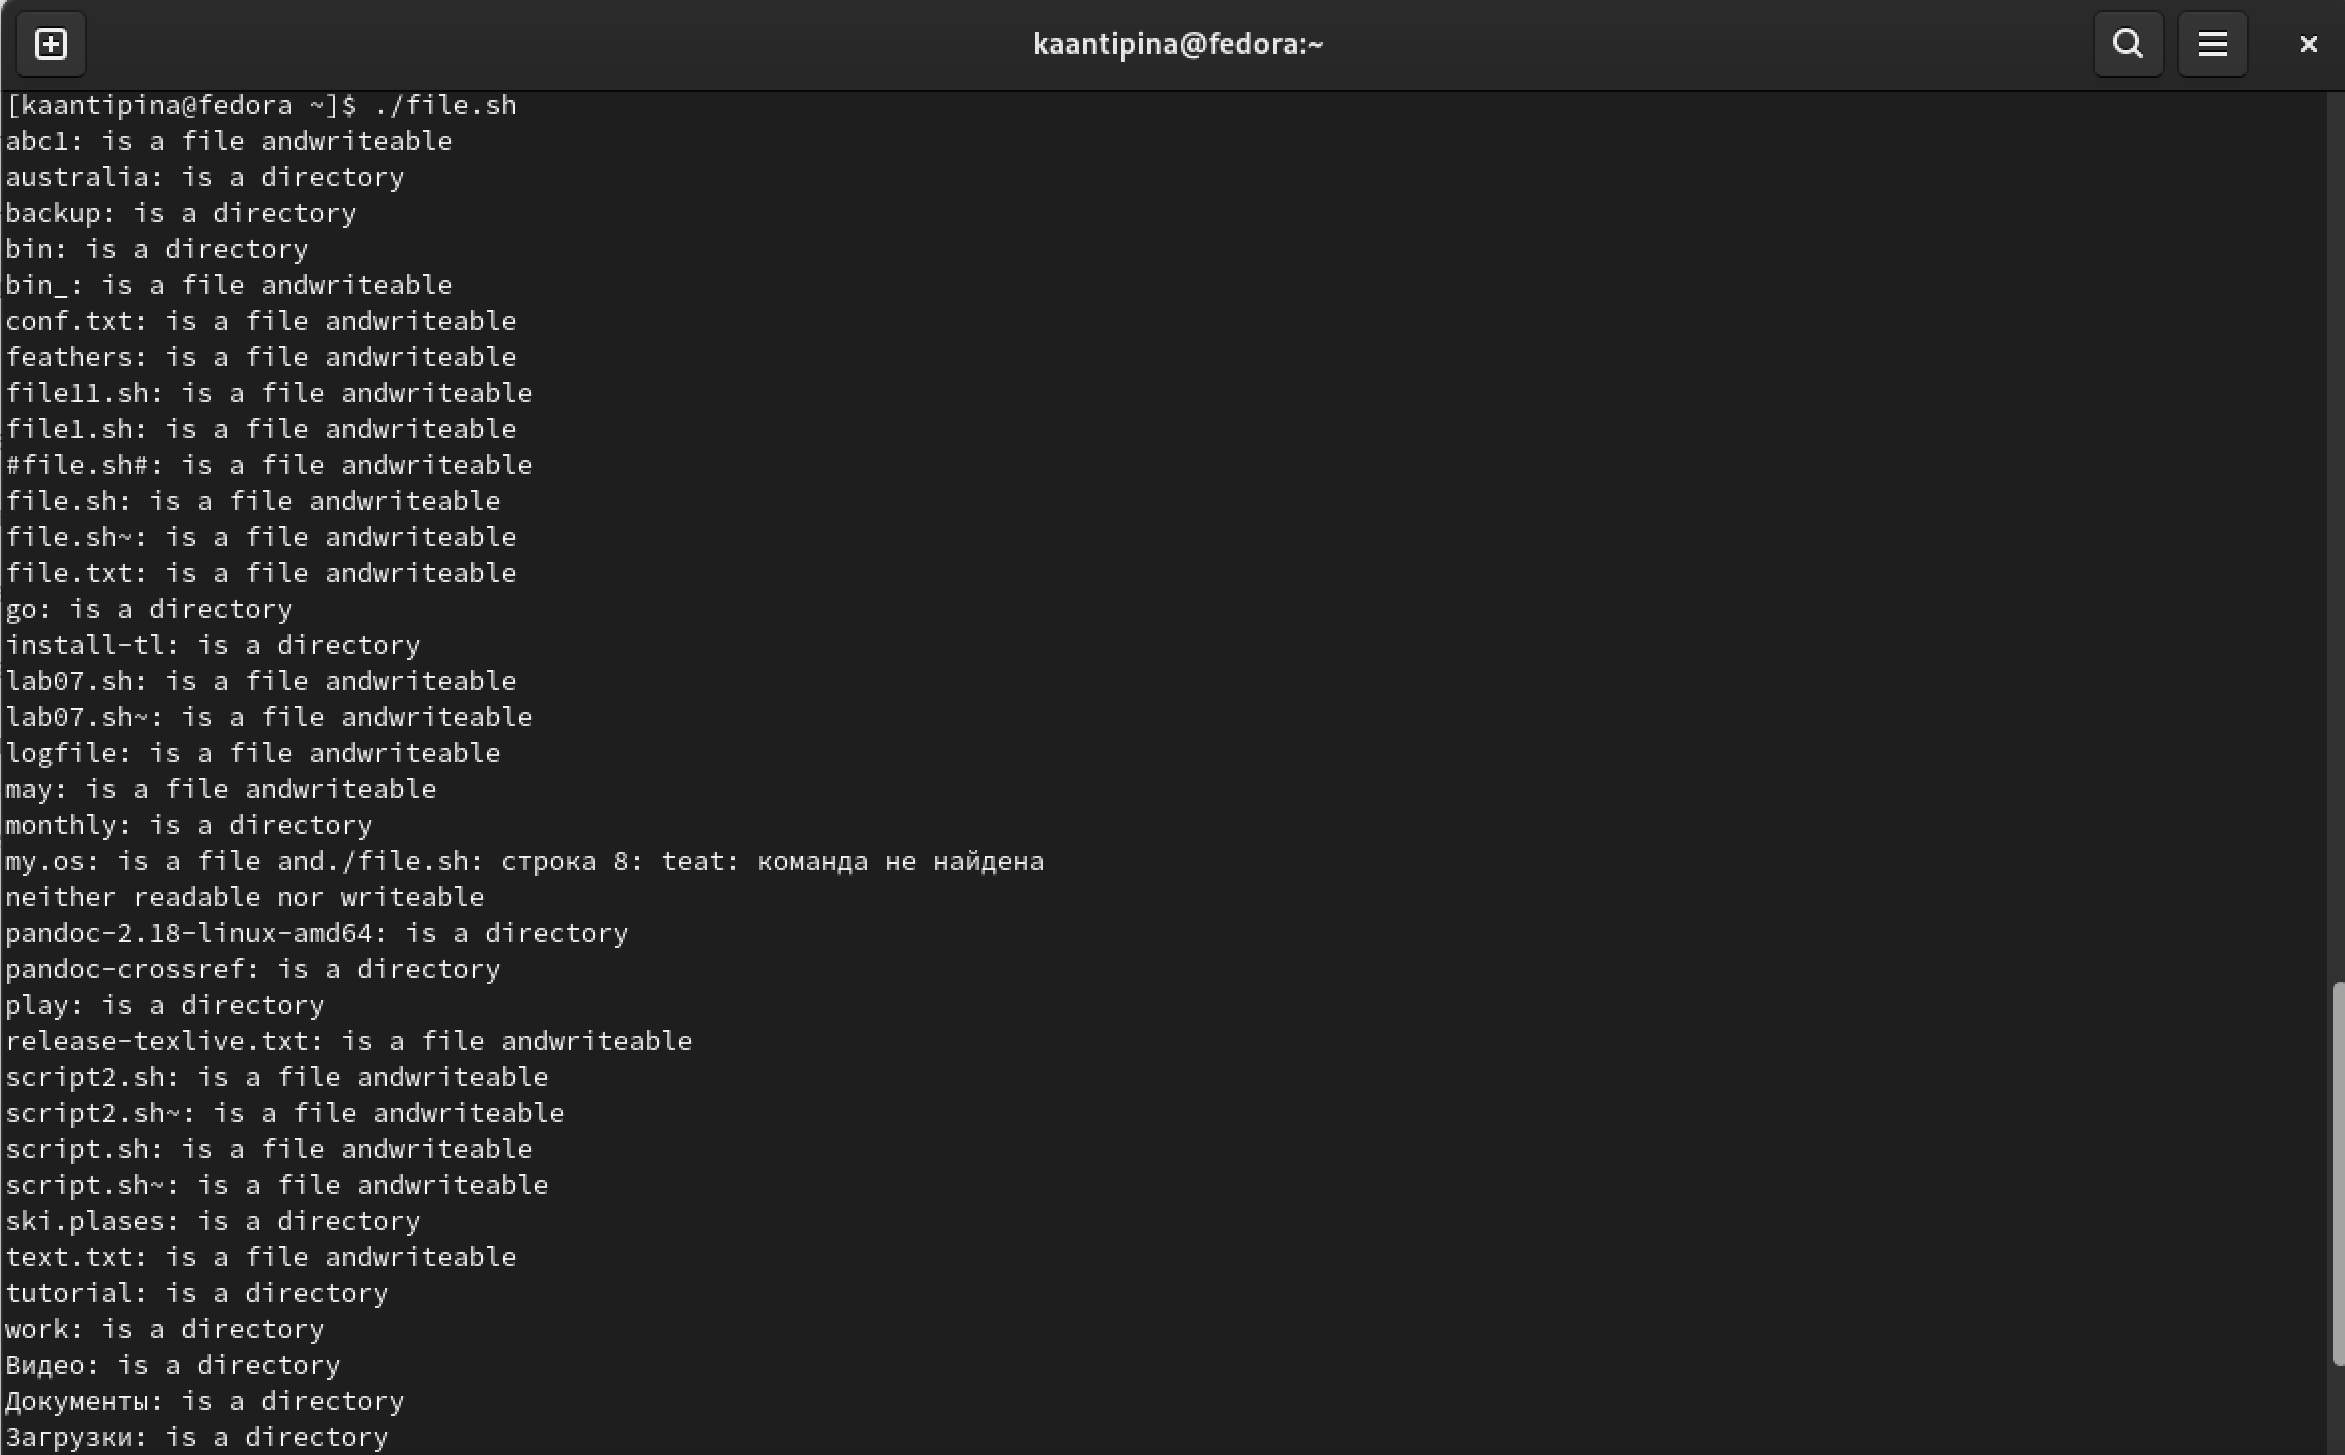 kaantipina@fedora:~
[kaantipina@fedora ~]$ ./file.sh
abc1: is a file andwriteable
australia: is a directory
backup: is a directory
bin: is a directory
bin_: is a file andwriteable
conf.txt: is a file andwriteable
feathers: is a file andwriteable
file11.sh: is a file andwriteable
file1.sh: is a file andwriteable
#file.sh#: is a file andwriteable
file.sh: is a file andwriteable
file.sh~: is a file andwriteable
file.txt: is a file andwriteable
go: is a directory
install-tl: is a directory
lab07.sh: is a file andwriteable
lab07.sh~: is a file andwriteable
logfile: is a file andwriteable
may: is a file andwriteable
monthly: is a directory
my.os: is a file and./file.sh: строка 8: teat: команда не найдена
neither readable nor writeable
pandoc-2.18-linux-amd64: is a directory
pandoc-crossref: is a directory
play: is a directory
release-texlive.txt: is a file andwriteable
script2.sh: is a file andwriteable
script2.sh~: is a file andwriteable
script.sh: is a file andwriteable
script.sh~: is a file andwriteable
ski.plases: is a directory
text.txt: is a file andwriteable
tutorial: is a directory
work: is a directory
Видео: is a directory
Документы: is a directory
Загрузки: is a directory